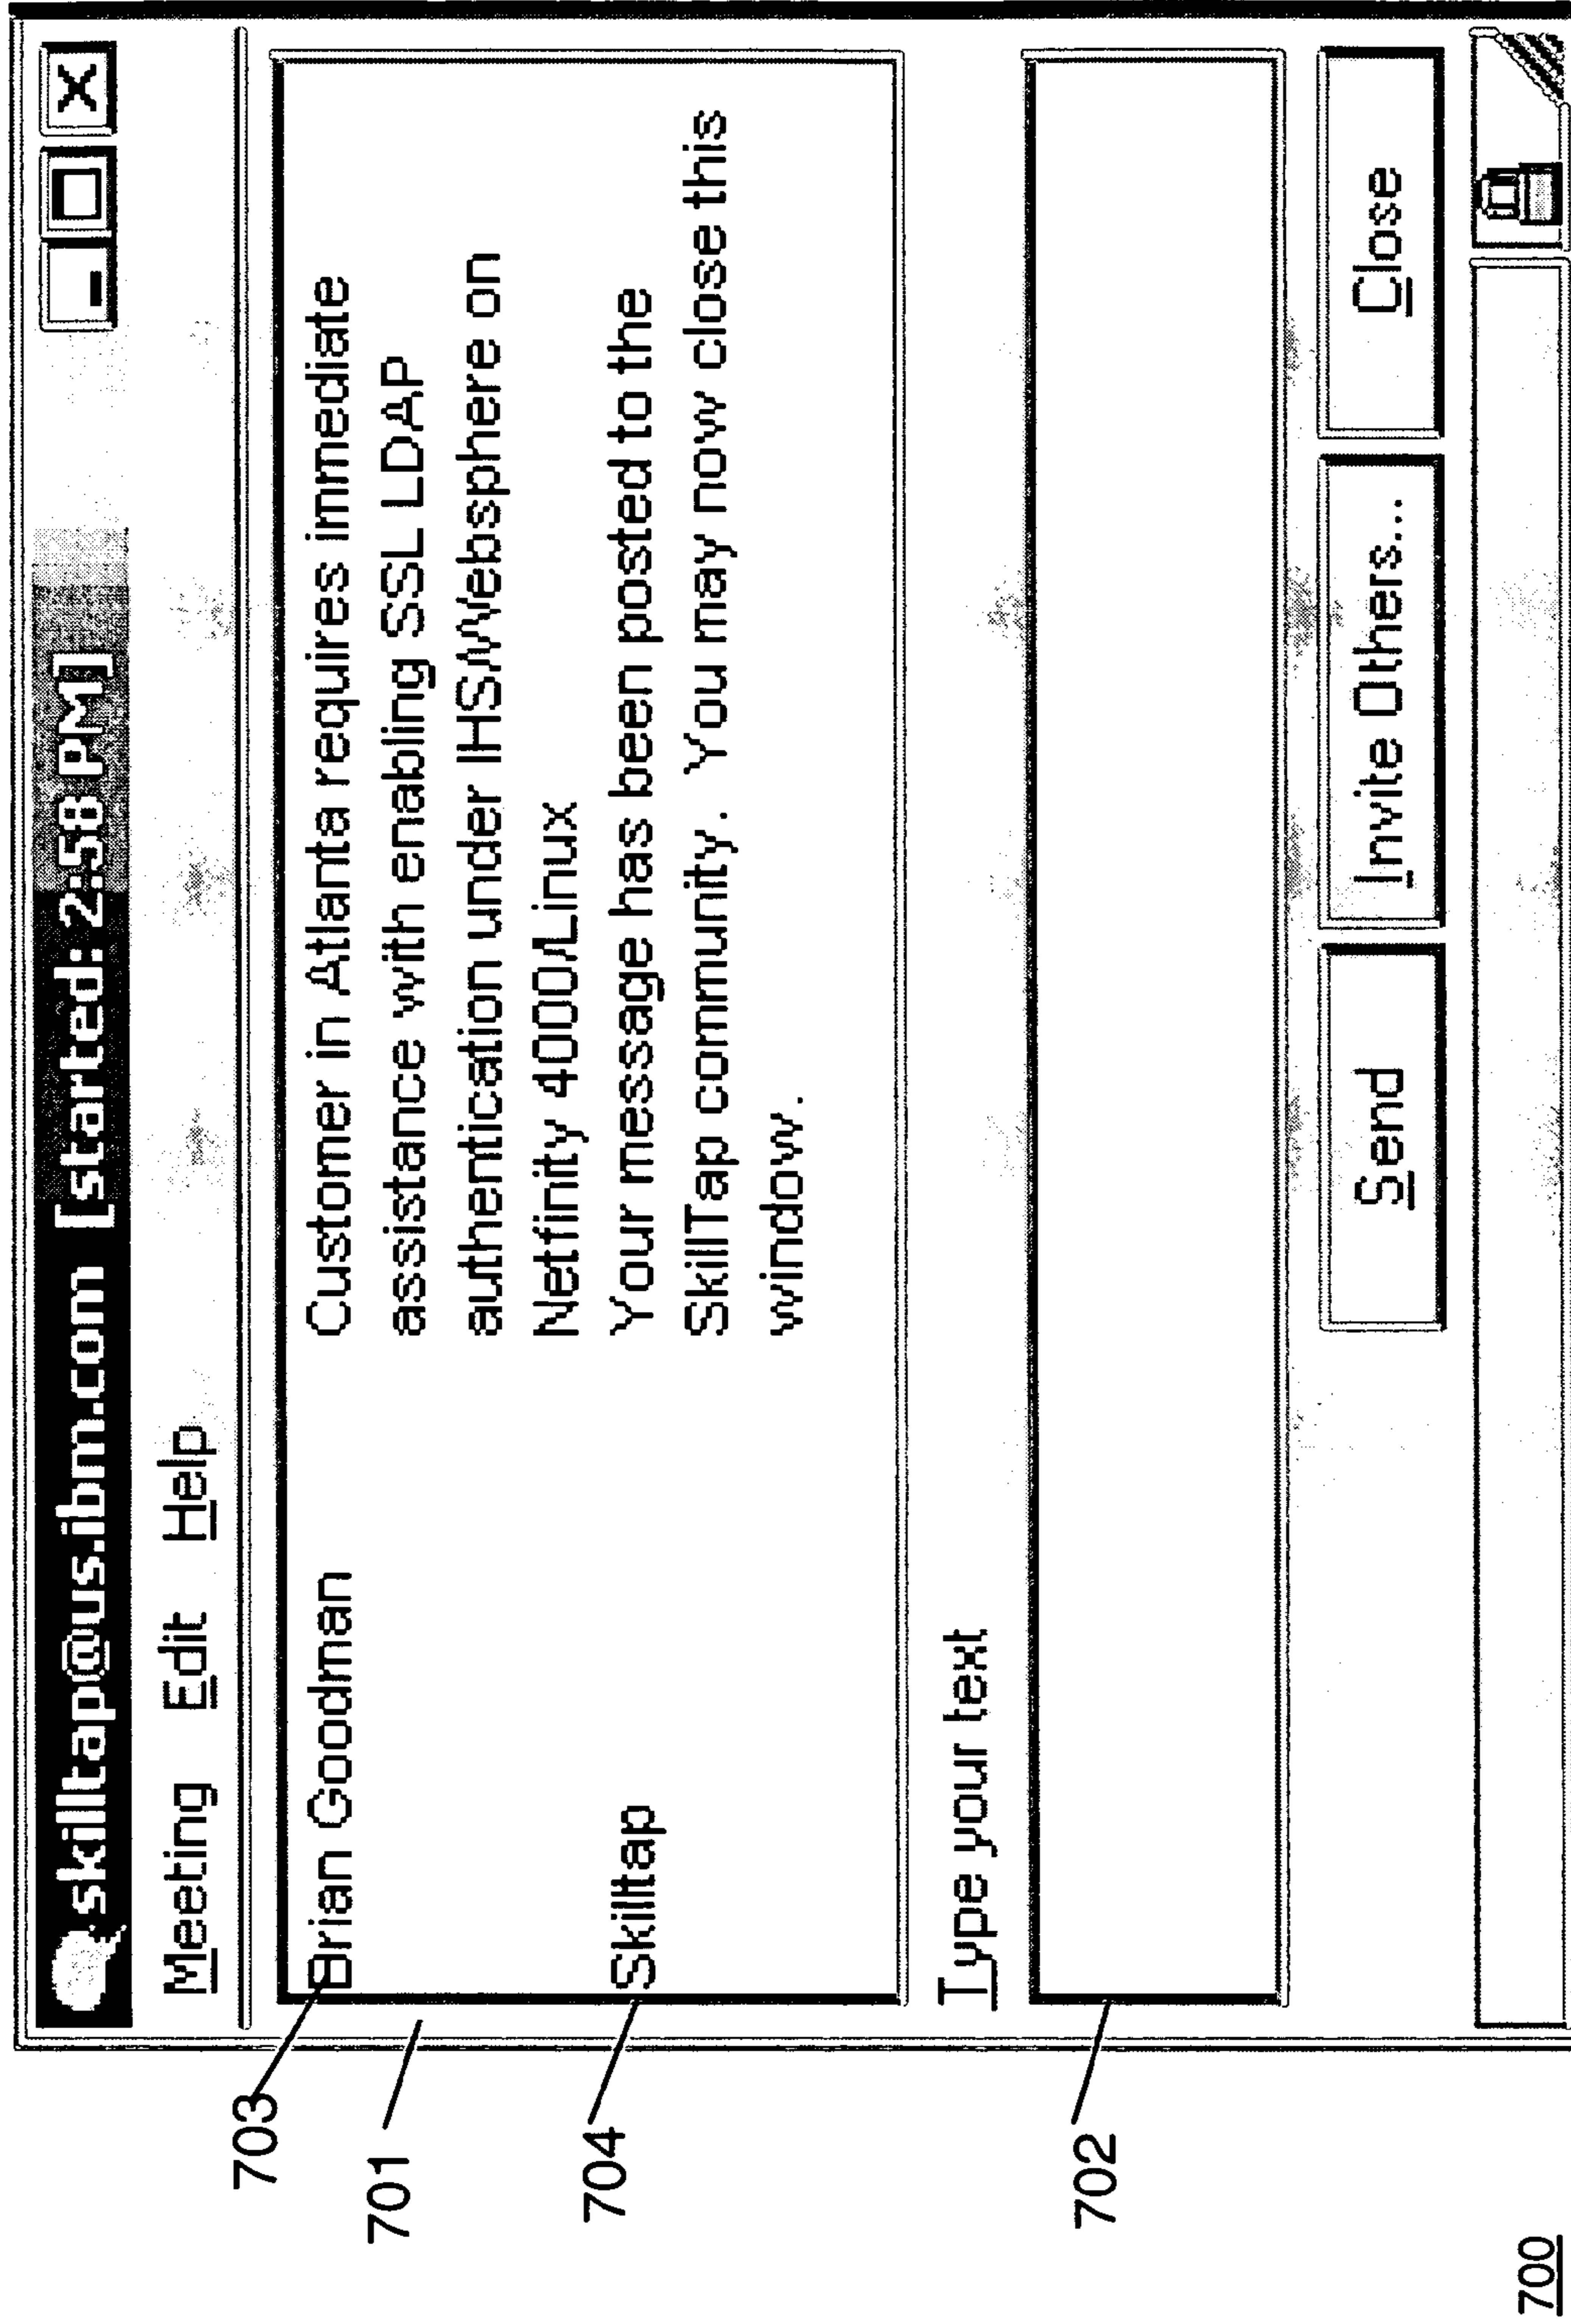 skilltap@us.ibm.com [started: 2:58 PM]
Meeting Edit Help
703
Brian Goodman Customer in Atlanta requires immediate
assistance with enabling SSL LDAP
authentication under IHS/Websphere on
Netfinity 4000/Linux
701
704
Skilltap Your message has been posted to the
SkillTap community. You may now close this
window.
Type your text
702
Send Invite Others... Close
700